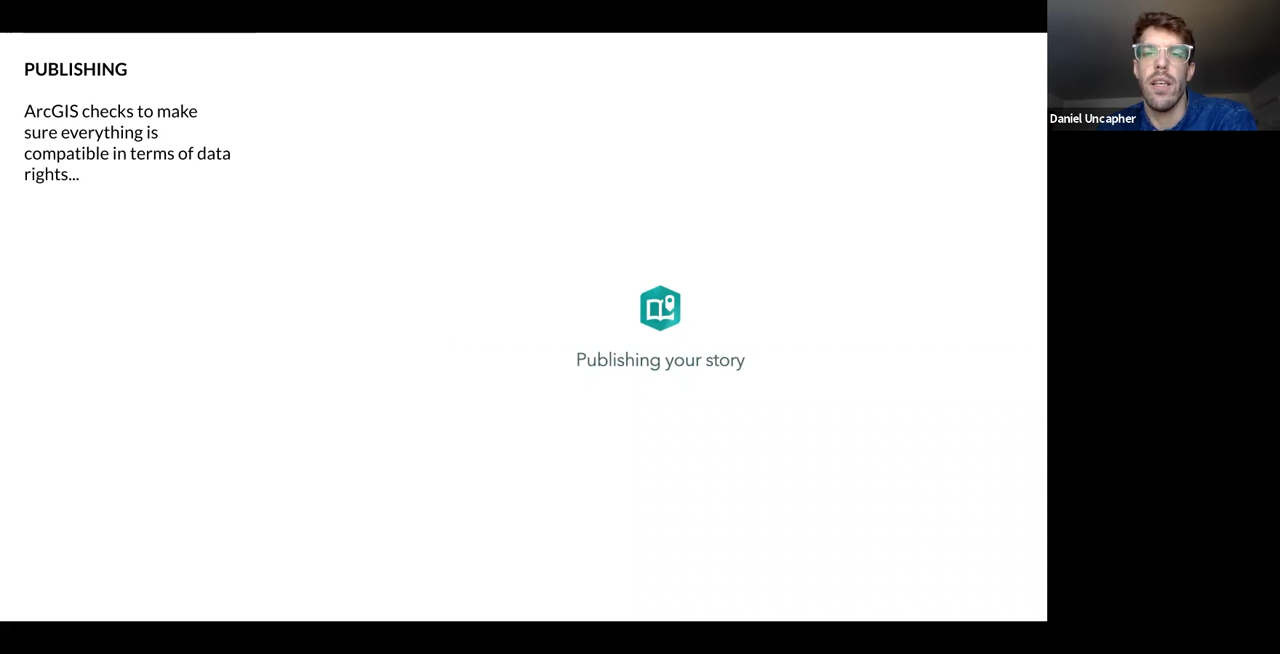 PUBLISHING
ArcGIS checks to make
sure everything is
compatible in terms of data
rights...
Publishing your story
Daniel Uncapher